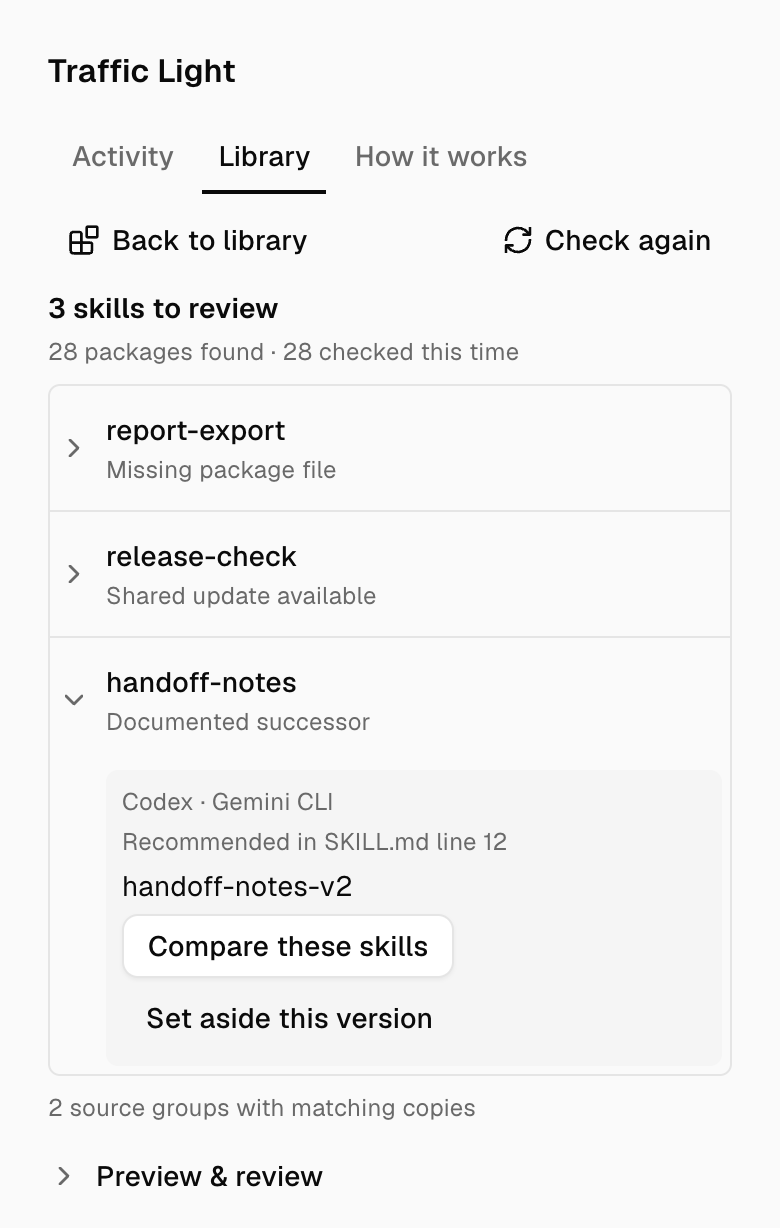 Traffic Light
Activity
Library
How it works
Back to library
Check again
3 skills to review
28 packages found · 28 checked this time
report-export
Missing package file
release-check
Shared update available
handoff-notes
Documented successor
Codex · Gemini CLI
Recommended in SKILL.md line 12
handoff-notes-v2
Compare these skills
Set aside this version
2 source groups with matching copies
Preview & review